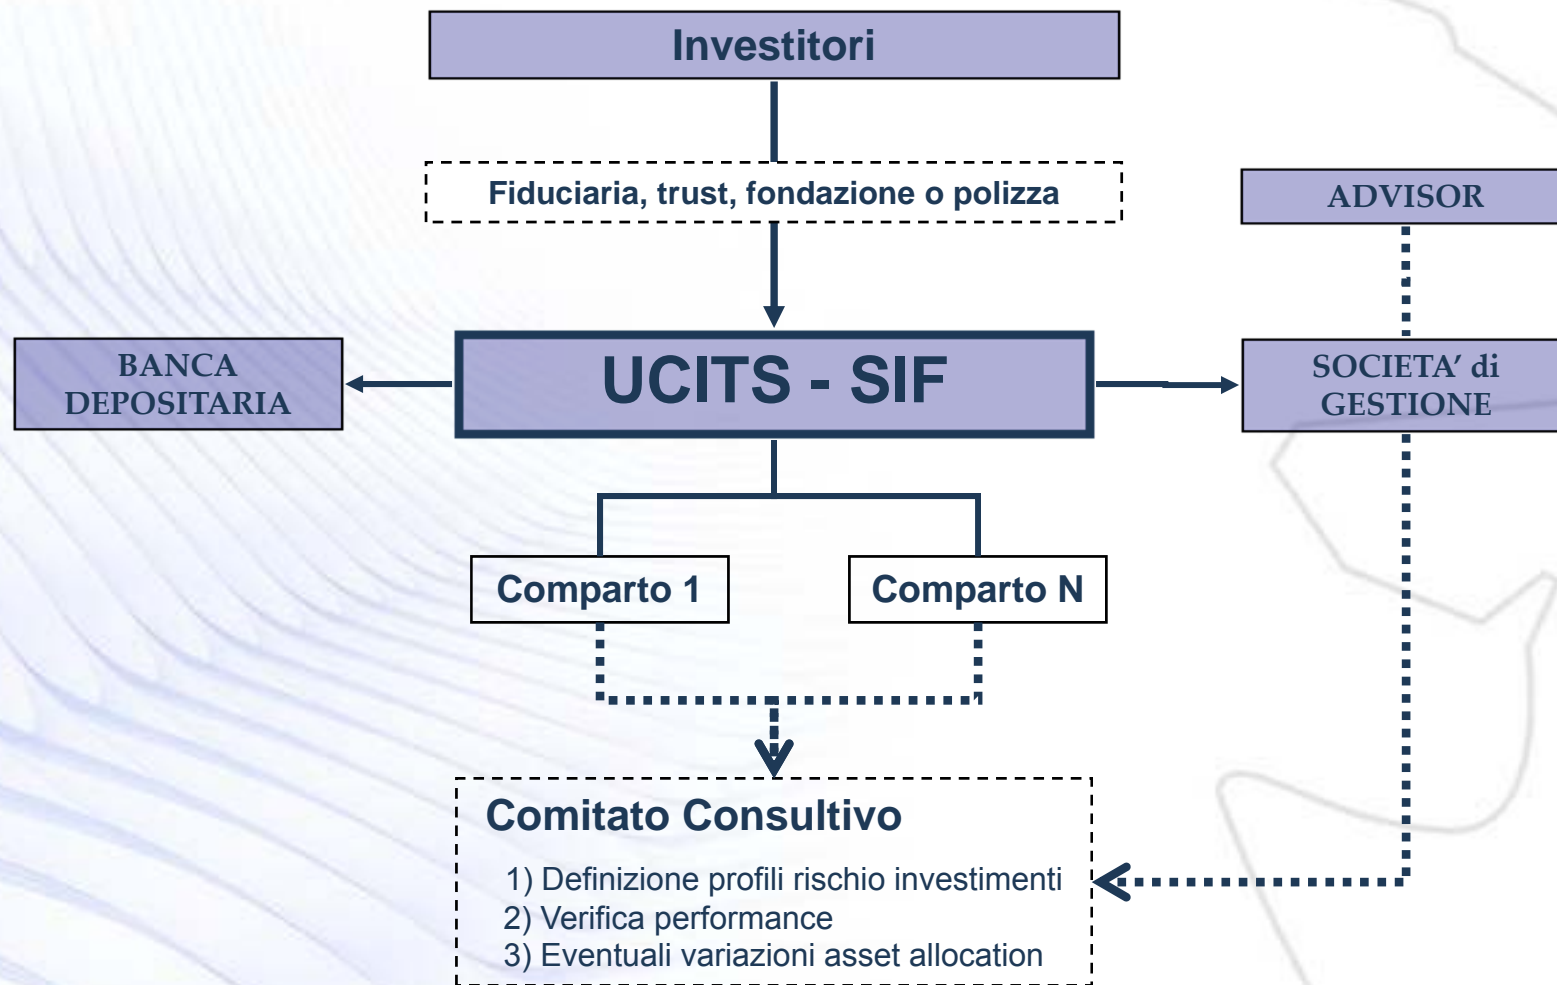 Investitori
Fiduciaria, trust, fondazione o polizza
ADVISOR
BANCA
DEPOSITARIA
UCITS - SIF
SOCIETA’ di
GESTIONE
Comparto 1
Comparto N
Comitato Consultivo
1) Definizione profili rischio investimenti
2) Verifica performance
3) Eventuali variazioni asset allocation